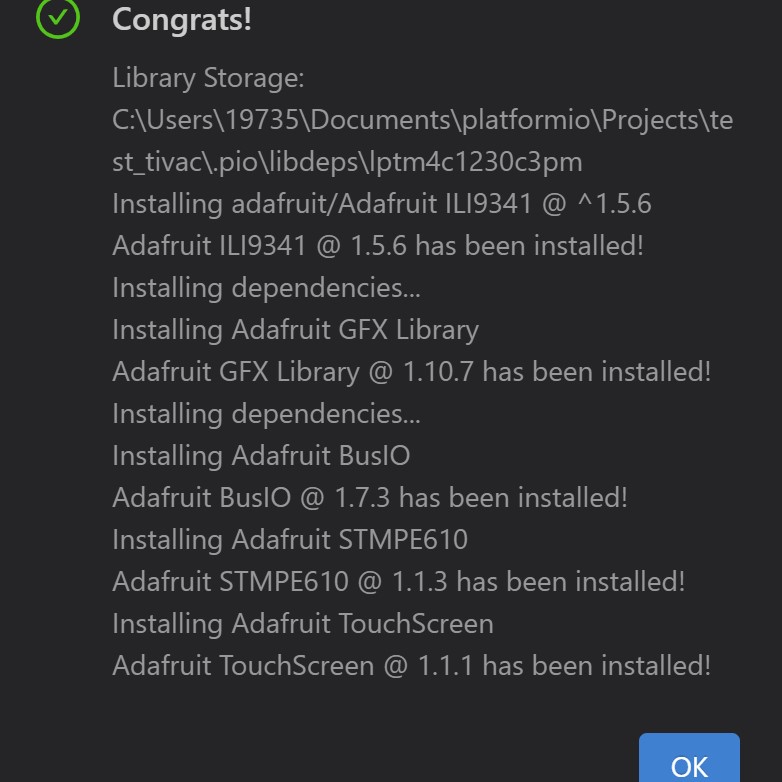 Congrats!
Library Storage:
C:\Users\19735\Documents\platformio\Projects\te
st_tivac\.pio\libdeps\lptm4c1230c3pm
Installing adafruit/Adafruit ILI9341 @ ^1.5.6
Adafruit ILI9341 @ 1.5.6 has been installed!
Installing dependencies...
Installing Adafruit GFX Library
Adafruit GFX Library @ 1.10.7 has been installed!
Installing dependencies...
Installing Adafruit BusIO
Adafruit BusIO @ 1.7.3 has been installed!
Installing Adafruit STMPE610
Adafruit STMPE610 @ 1.1.3 has been installed!
Installing Adafruit TouchScreen
Adafruit TouchScreen @ 1.1.1 has been installed!
OK